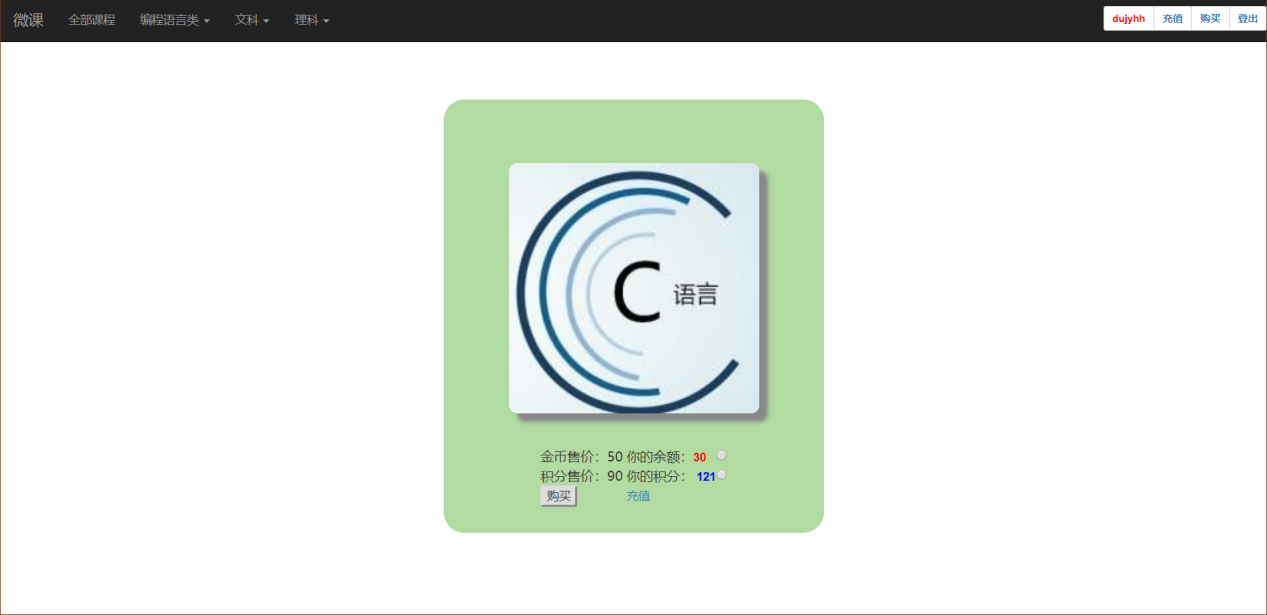 微课 全部课程 编程语言类 文科 理科 dujyhh 充值 购买 登出
C 语言
金币售价：50 你的余额：30
积分售价：90 你的积分： 121
购买 充值